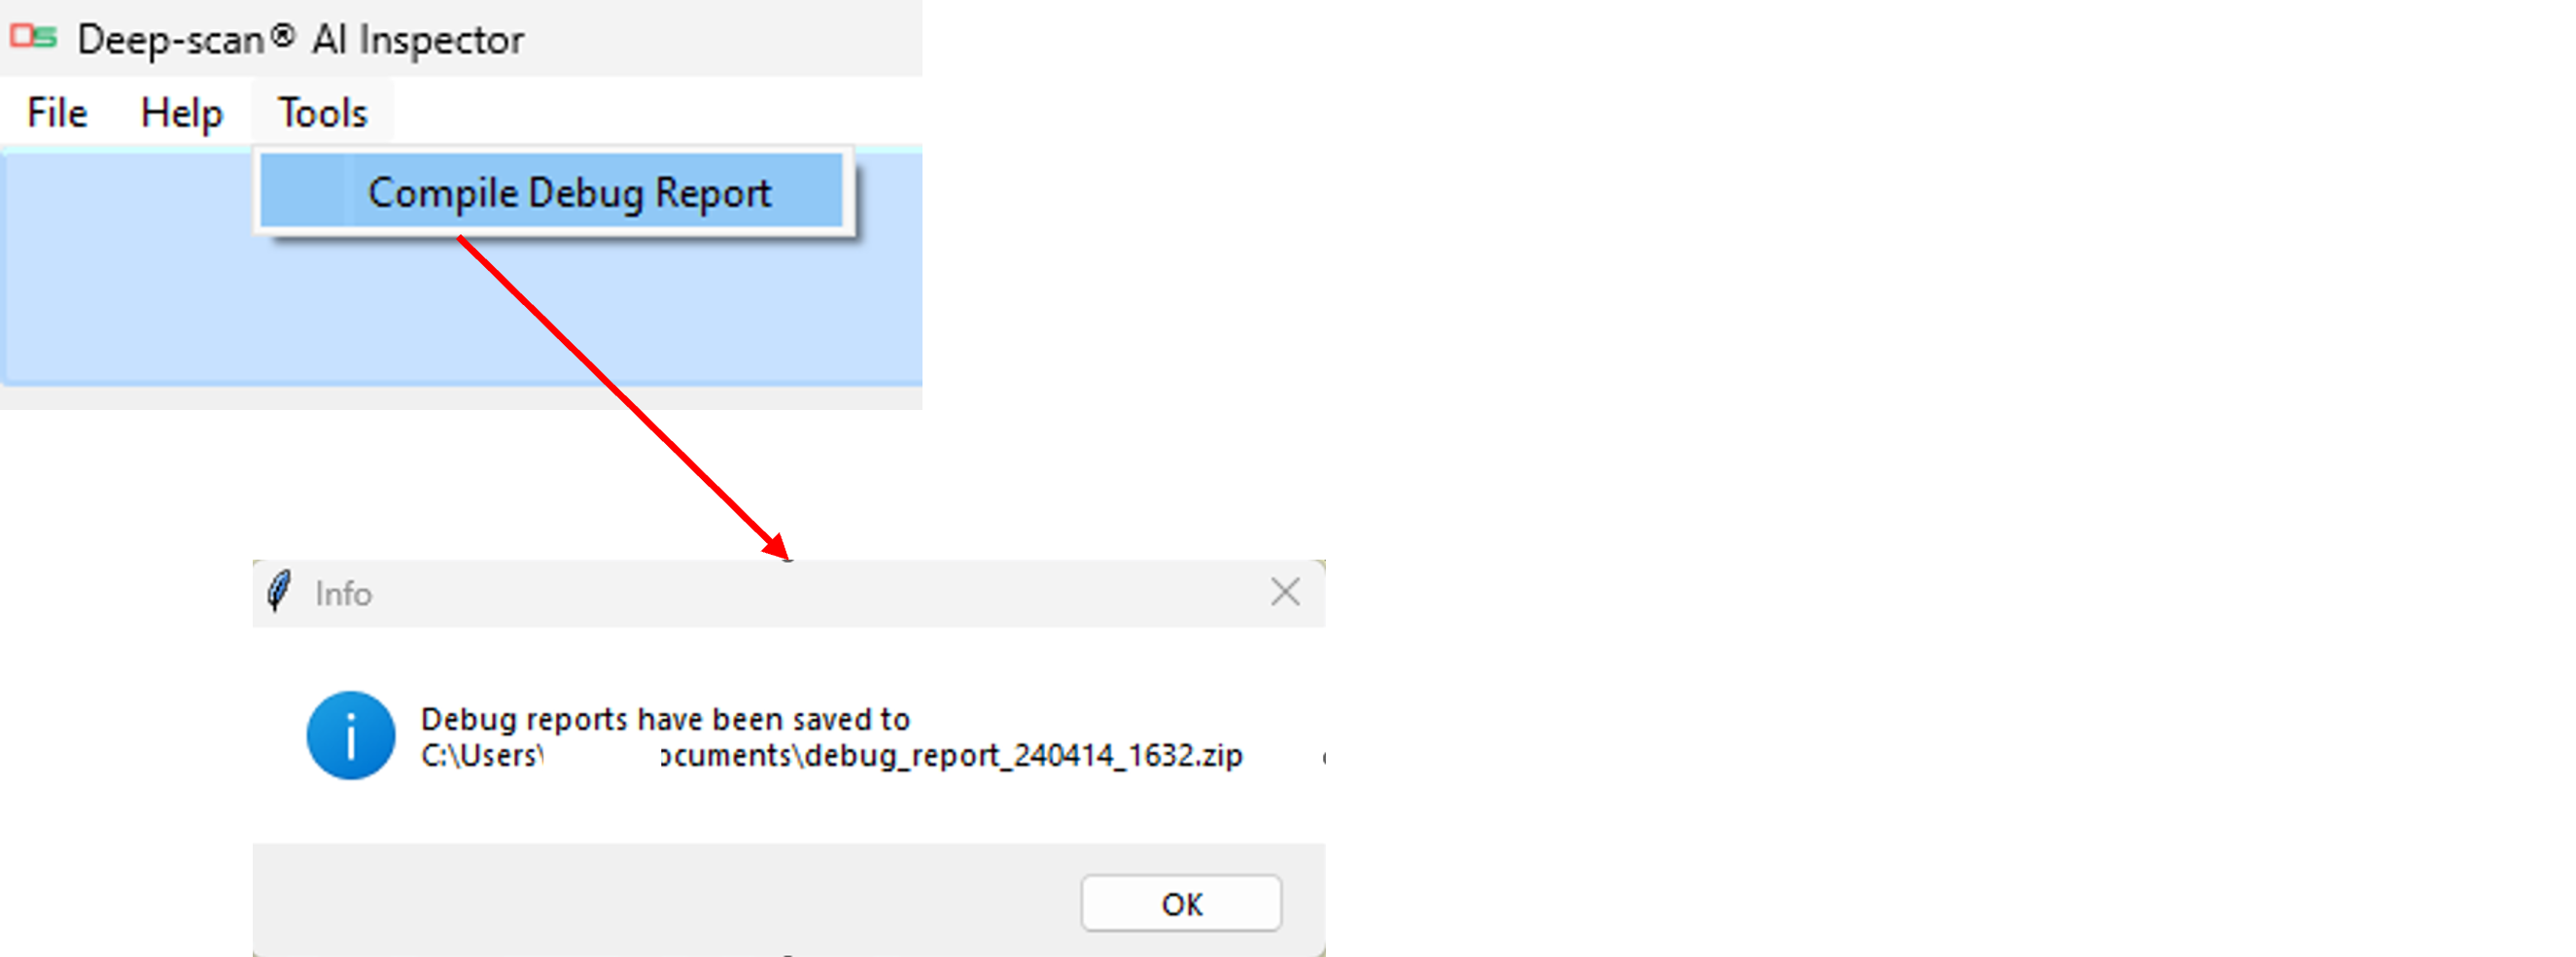 DS Deep-scan® AI Inspector
File Help Tools
Compile Debug Report
Info
Debug reports have been saved to
C:\Users\ ocuments\debug_report_240414_1632.zip
OK